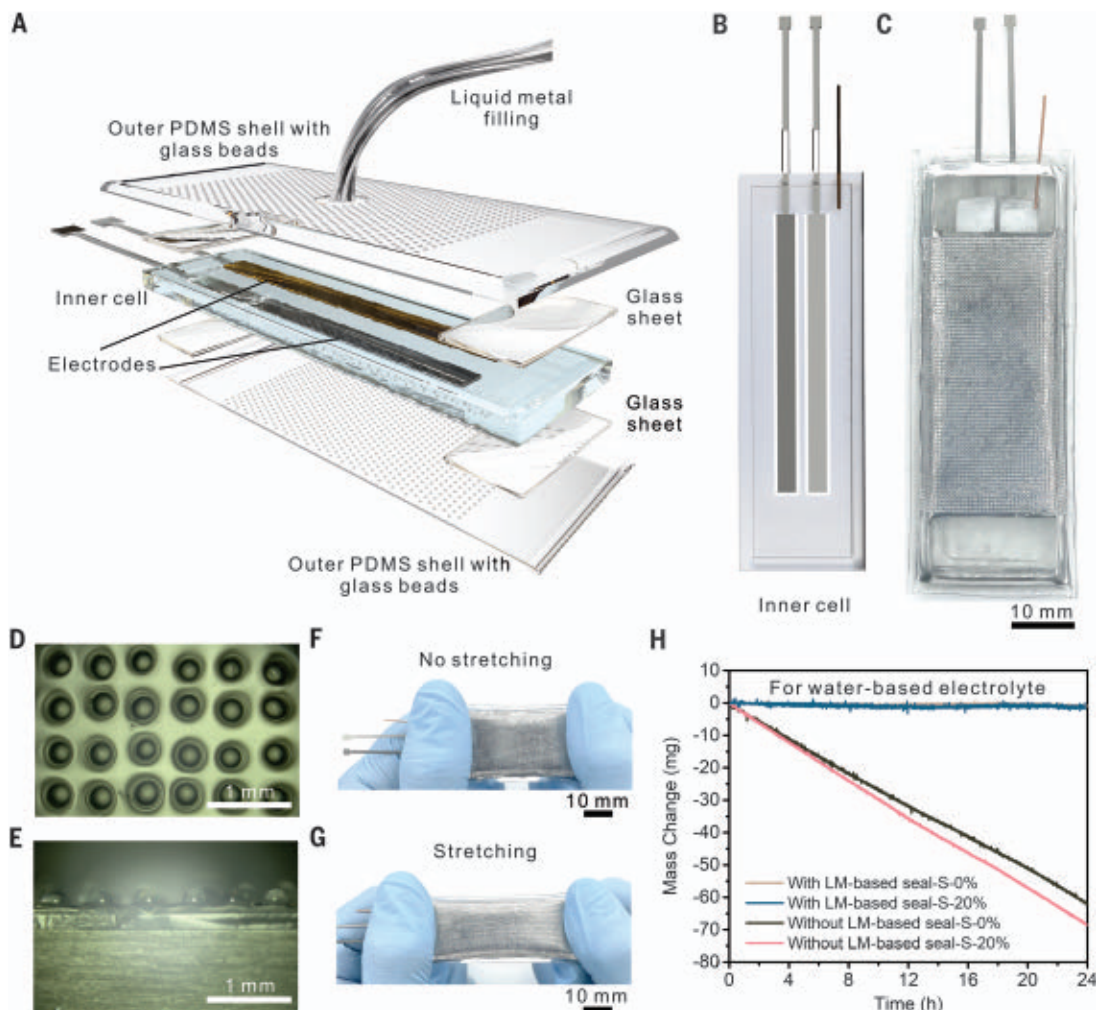 A
Liquid metal
filling
Outer PDMS shell with
glass beads
Inner cell
Electrodes
Glass
sheet
Glass
sheet
Outer PDMS shell with
glass beads
B
Inner cell
C
10 mm
D
1 mm
E
1 mm
F
No stretching
10 mm
G
Stretching
10 mm
H
For water-based electrolyte
Mass Change (mg)
10
0
-10
-20
-30
-40
-50
-60
-70
-80
With LM-based seal-S-0%
With LM-based seal-S-20%
Without LM-based seal-S-0%
Without LM-based seal-S-20%
0 4 8 12 16 20 24
Time (h)